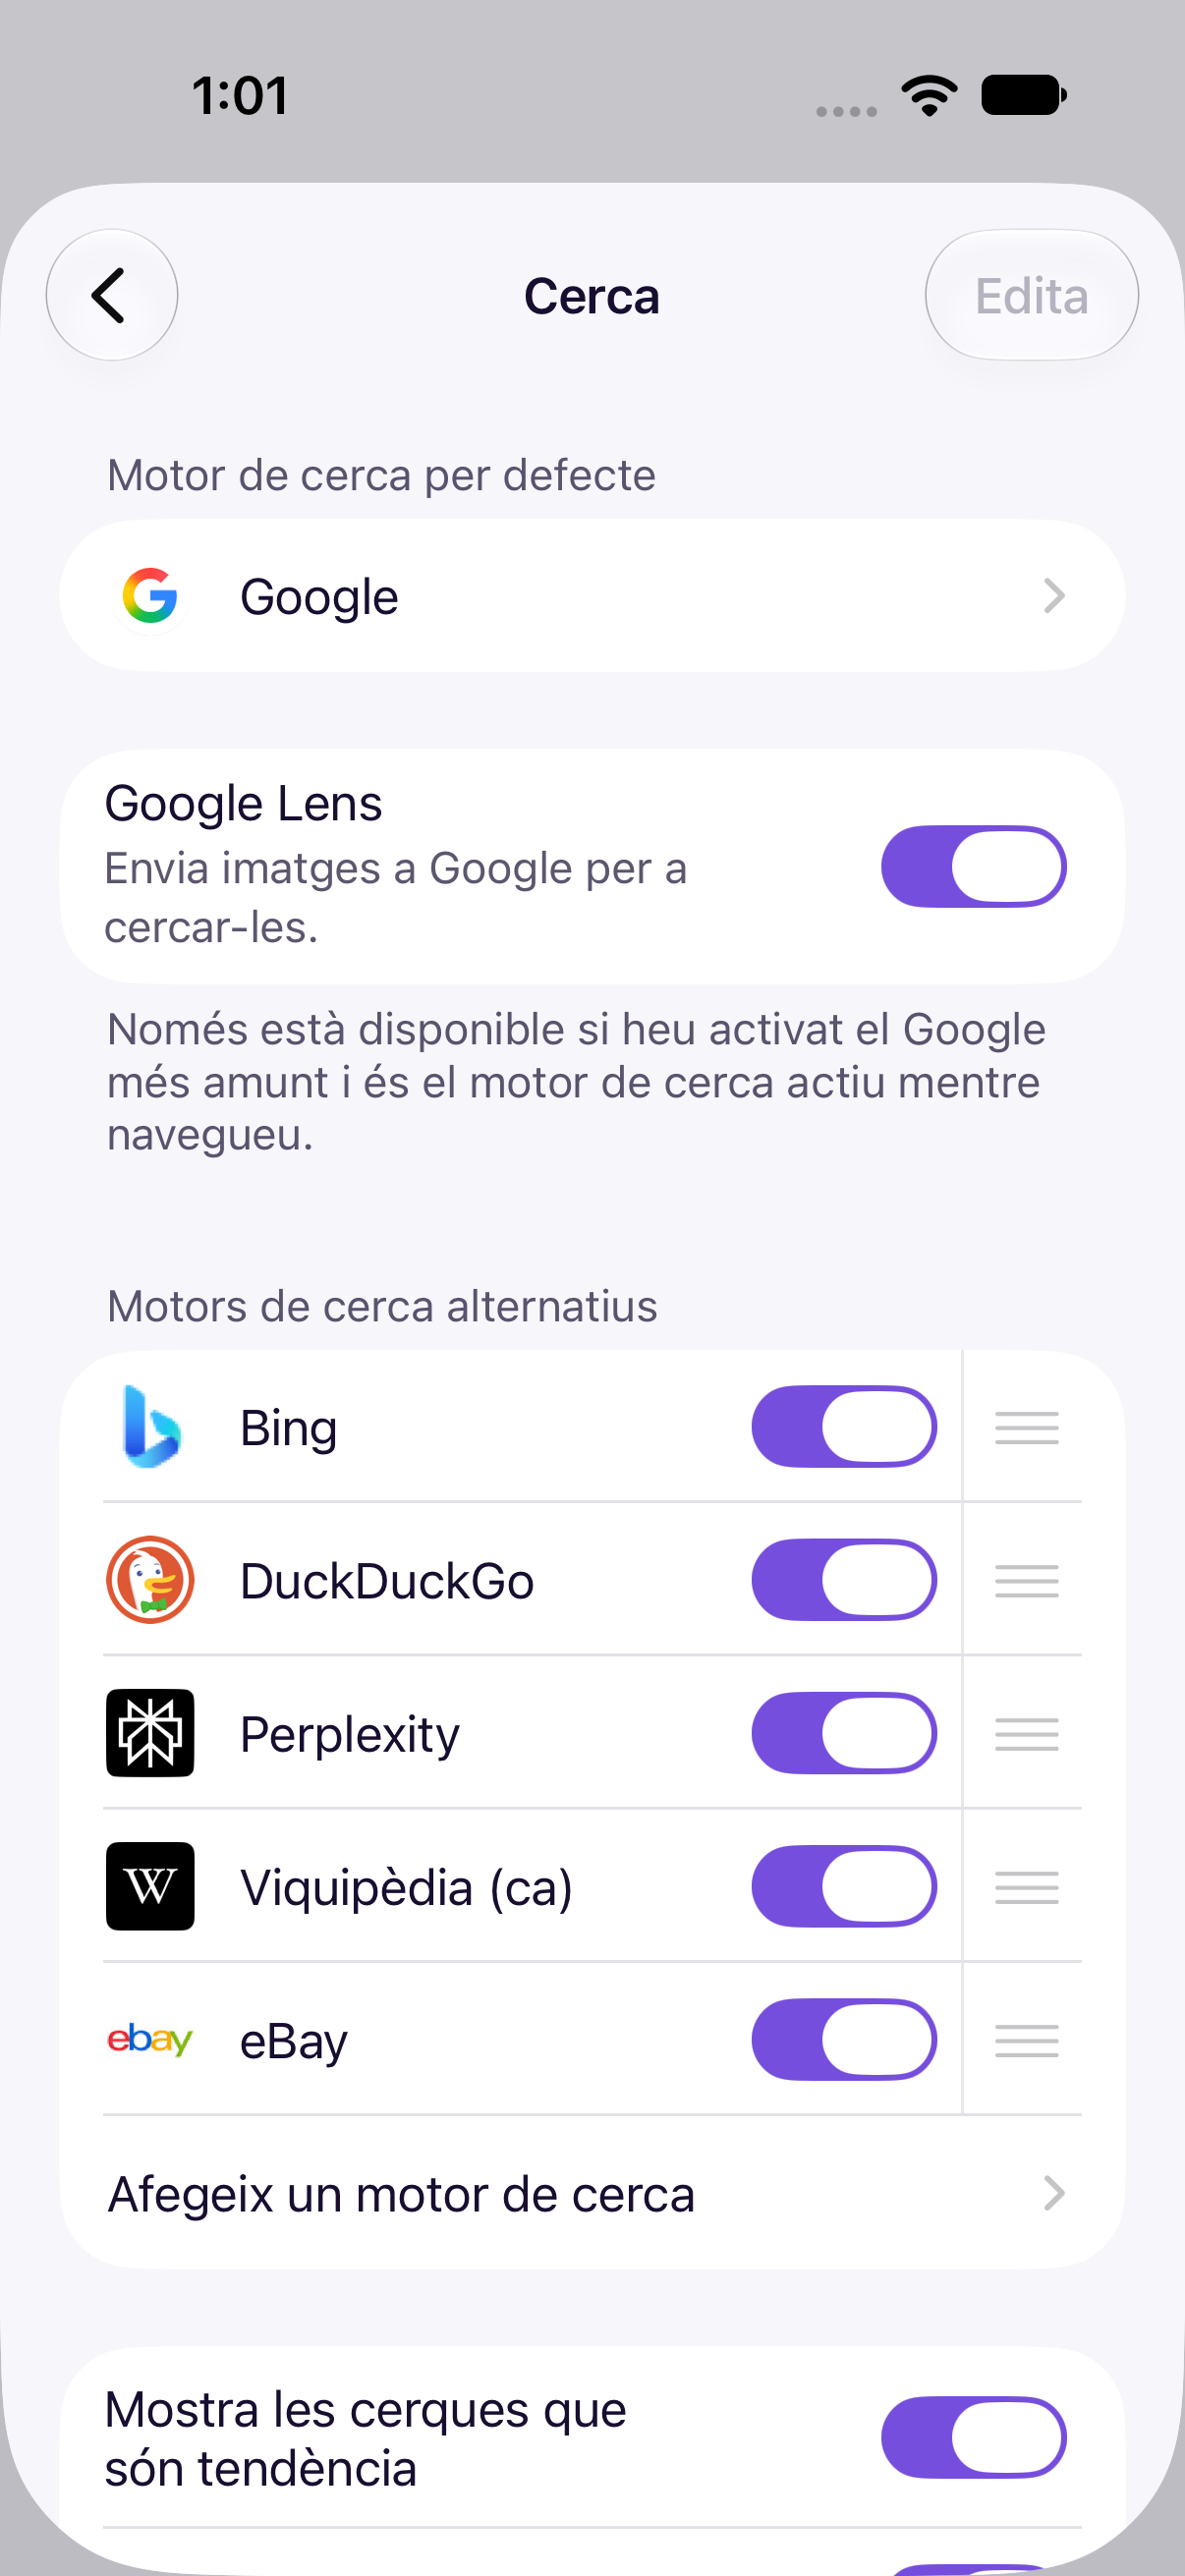 1:01
Cerca
Edita
Motor de cerca per defecte
Google
Google Lens
Envia imatges a Google per a
cercar-les.
Només està disponible si heu activat el Google
més amunt i és el motor de cerca actiu mentre
navegueu.
Motors de cerca alternatius
Bing
DuckDuckGo
Perplexity
W Viquipèdia (ca)
ebay eBay
Afegeix un motor de cerca
Mostra les cerques que
són tendència